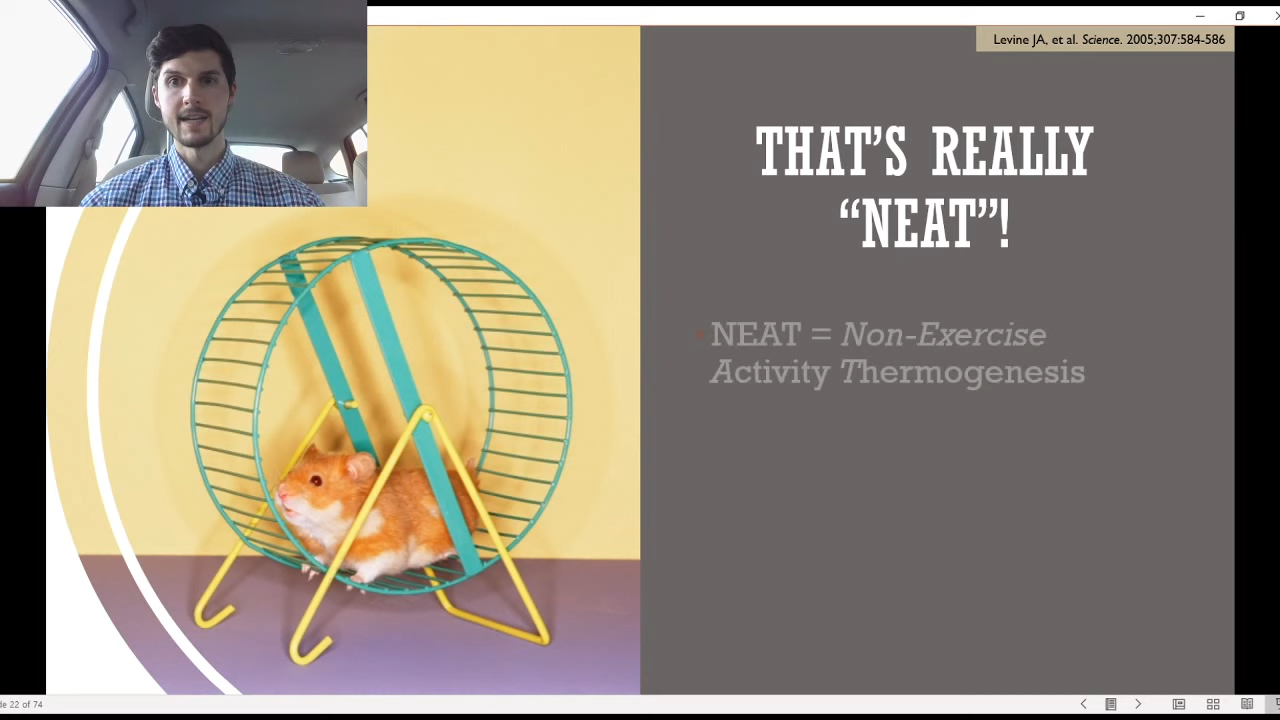 Levine JA, et al. Science. 2005;307:584-586
THAT'S REALLY
“NEAT”!
• NEAT = Non-Exercise
Activity Thermogenesis
de 22 of 74